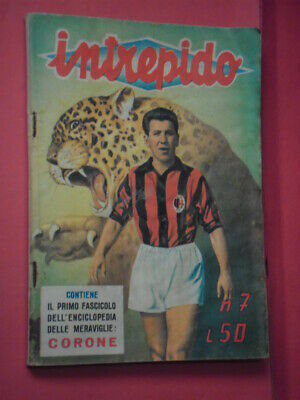 intrepido
CONTIENE
IL PRIMO FASCICOLO
DELL'ENCICLOPEDIA
DELLE MERAVIGLIE:
CORONE
N 7
L 50